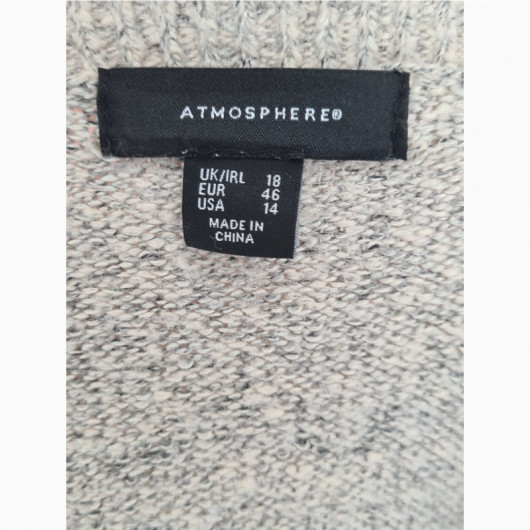 ATMOSPHERE®
UK/IRL 18
EUR 46
USA 14
MADE IN
CHINA